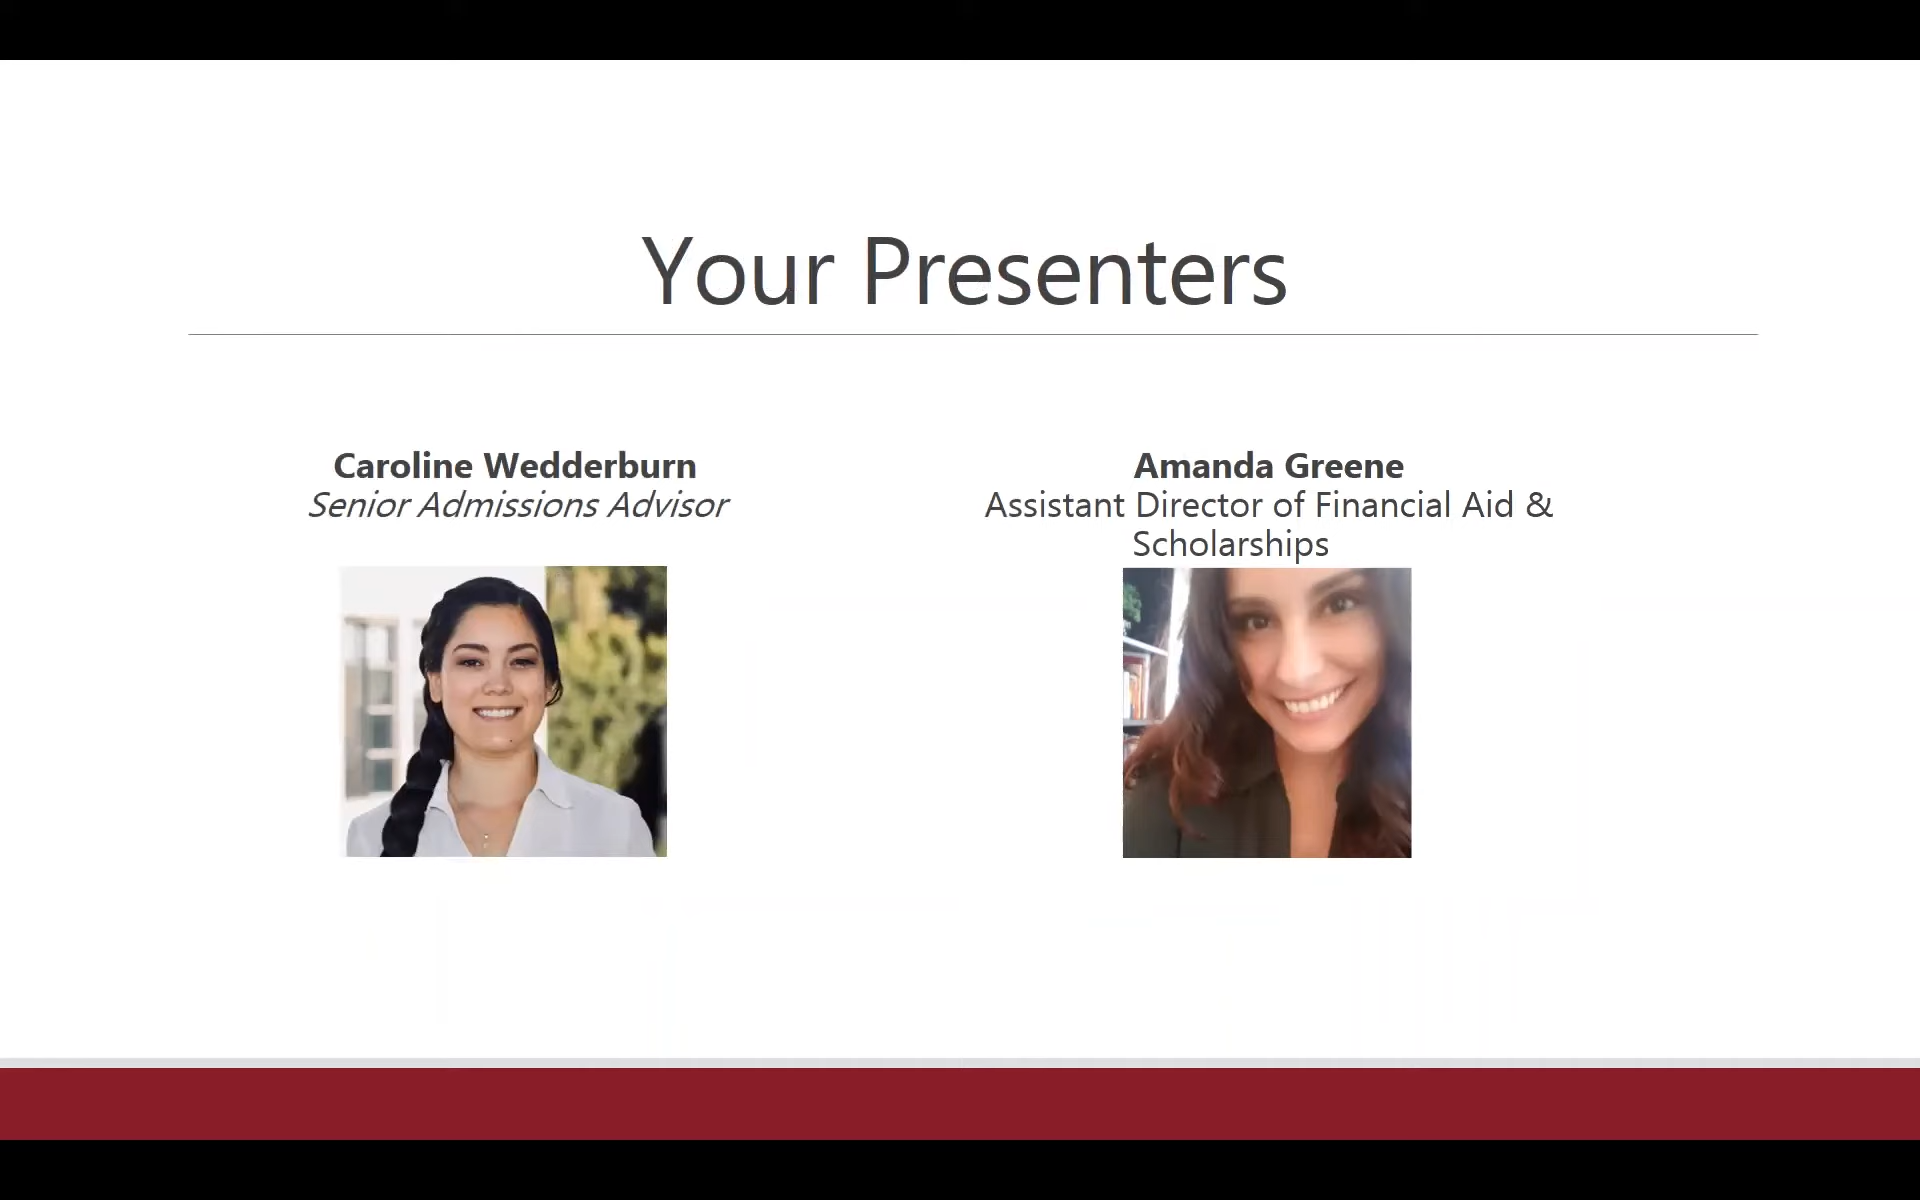 Your Presenters
Caroline Wedderburn
Senior Admissions Advisor
Amanda Greene
Assistant Director of Financial Aid &
Scholarships